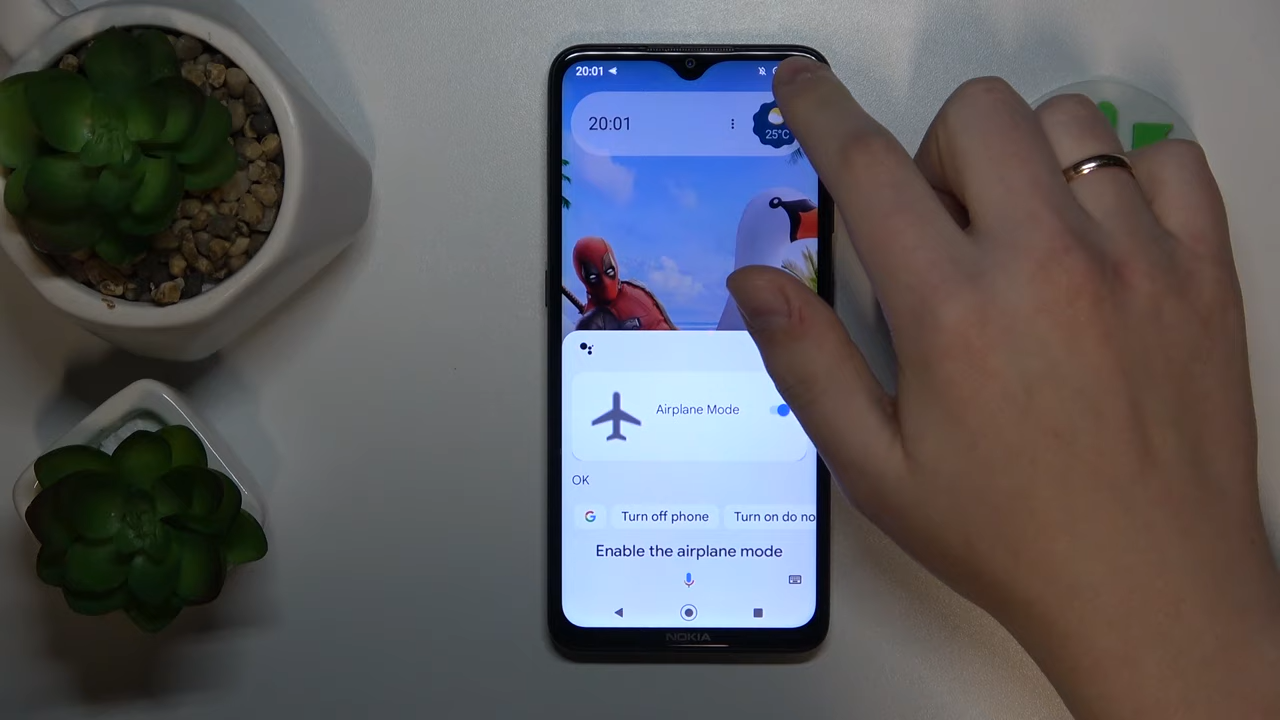 20:01
20:01
25°C
Airplane Mode
OK
G Turn off phone Turn on do no
Enable the airplane mode
NOKIA